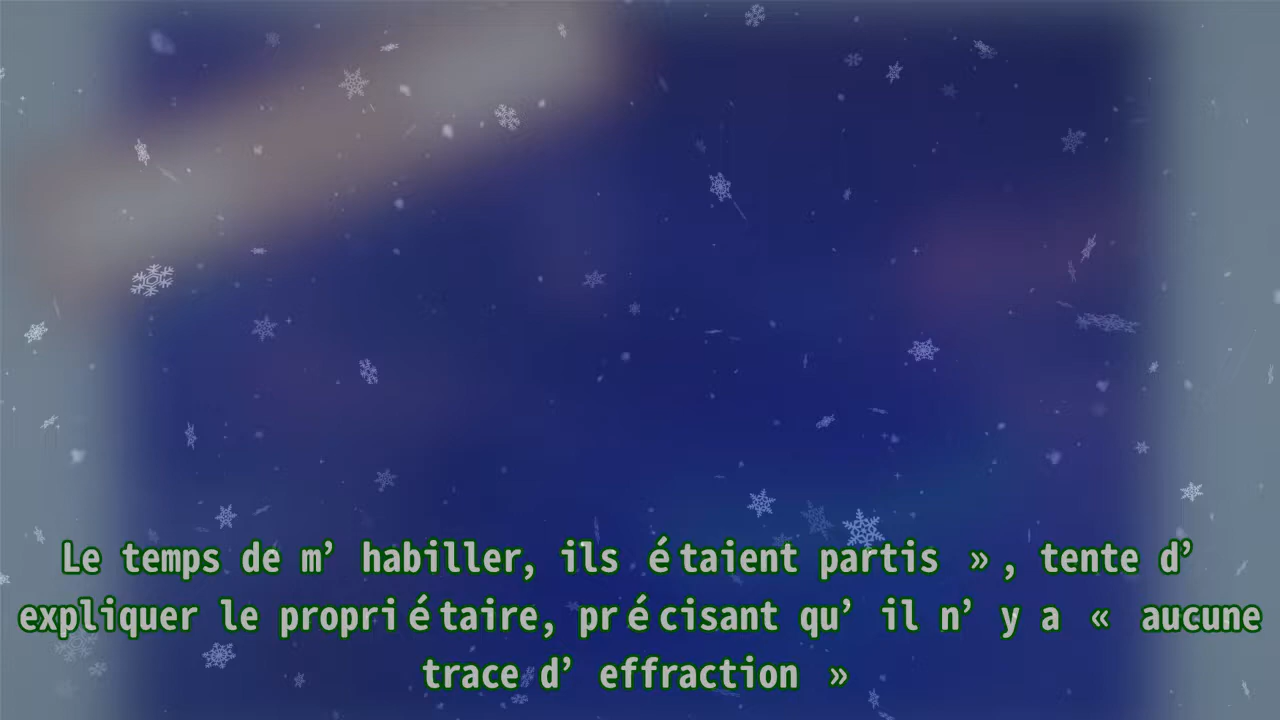 Le temps de m’ habiller, ils étaient partis », tente d’
expliquer le propriétaire, précisant qu’ il n’ y a « aucune
trace d’ effraction »